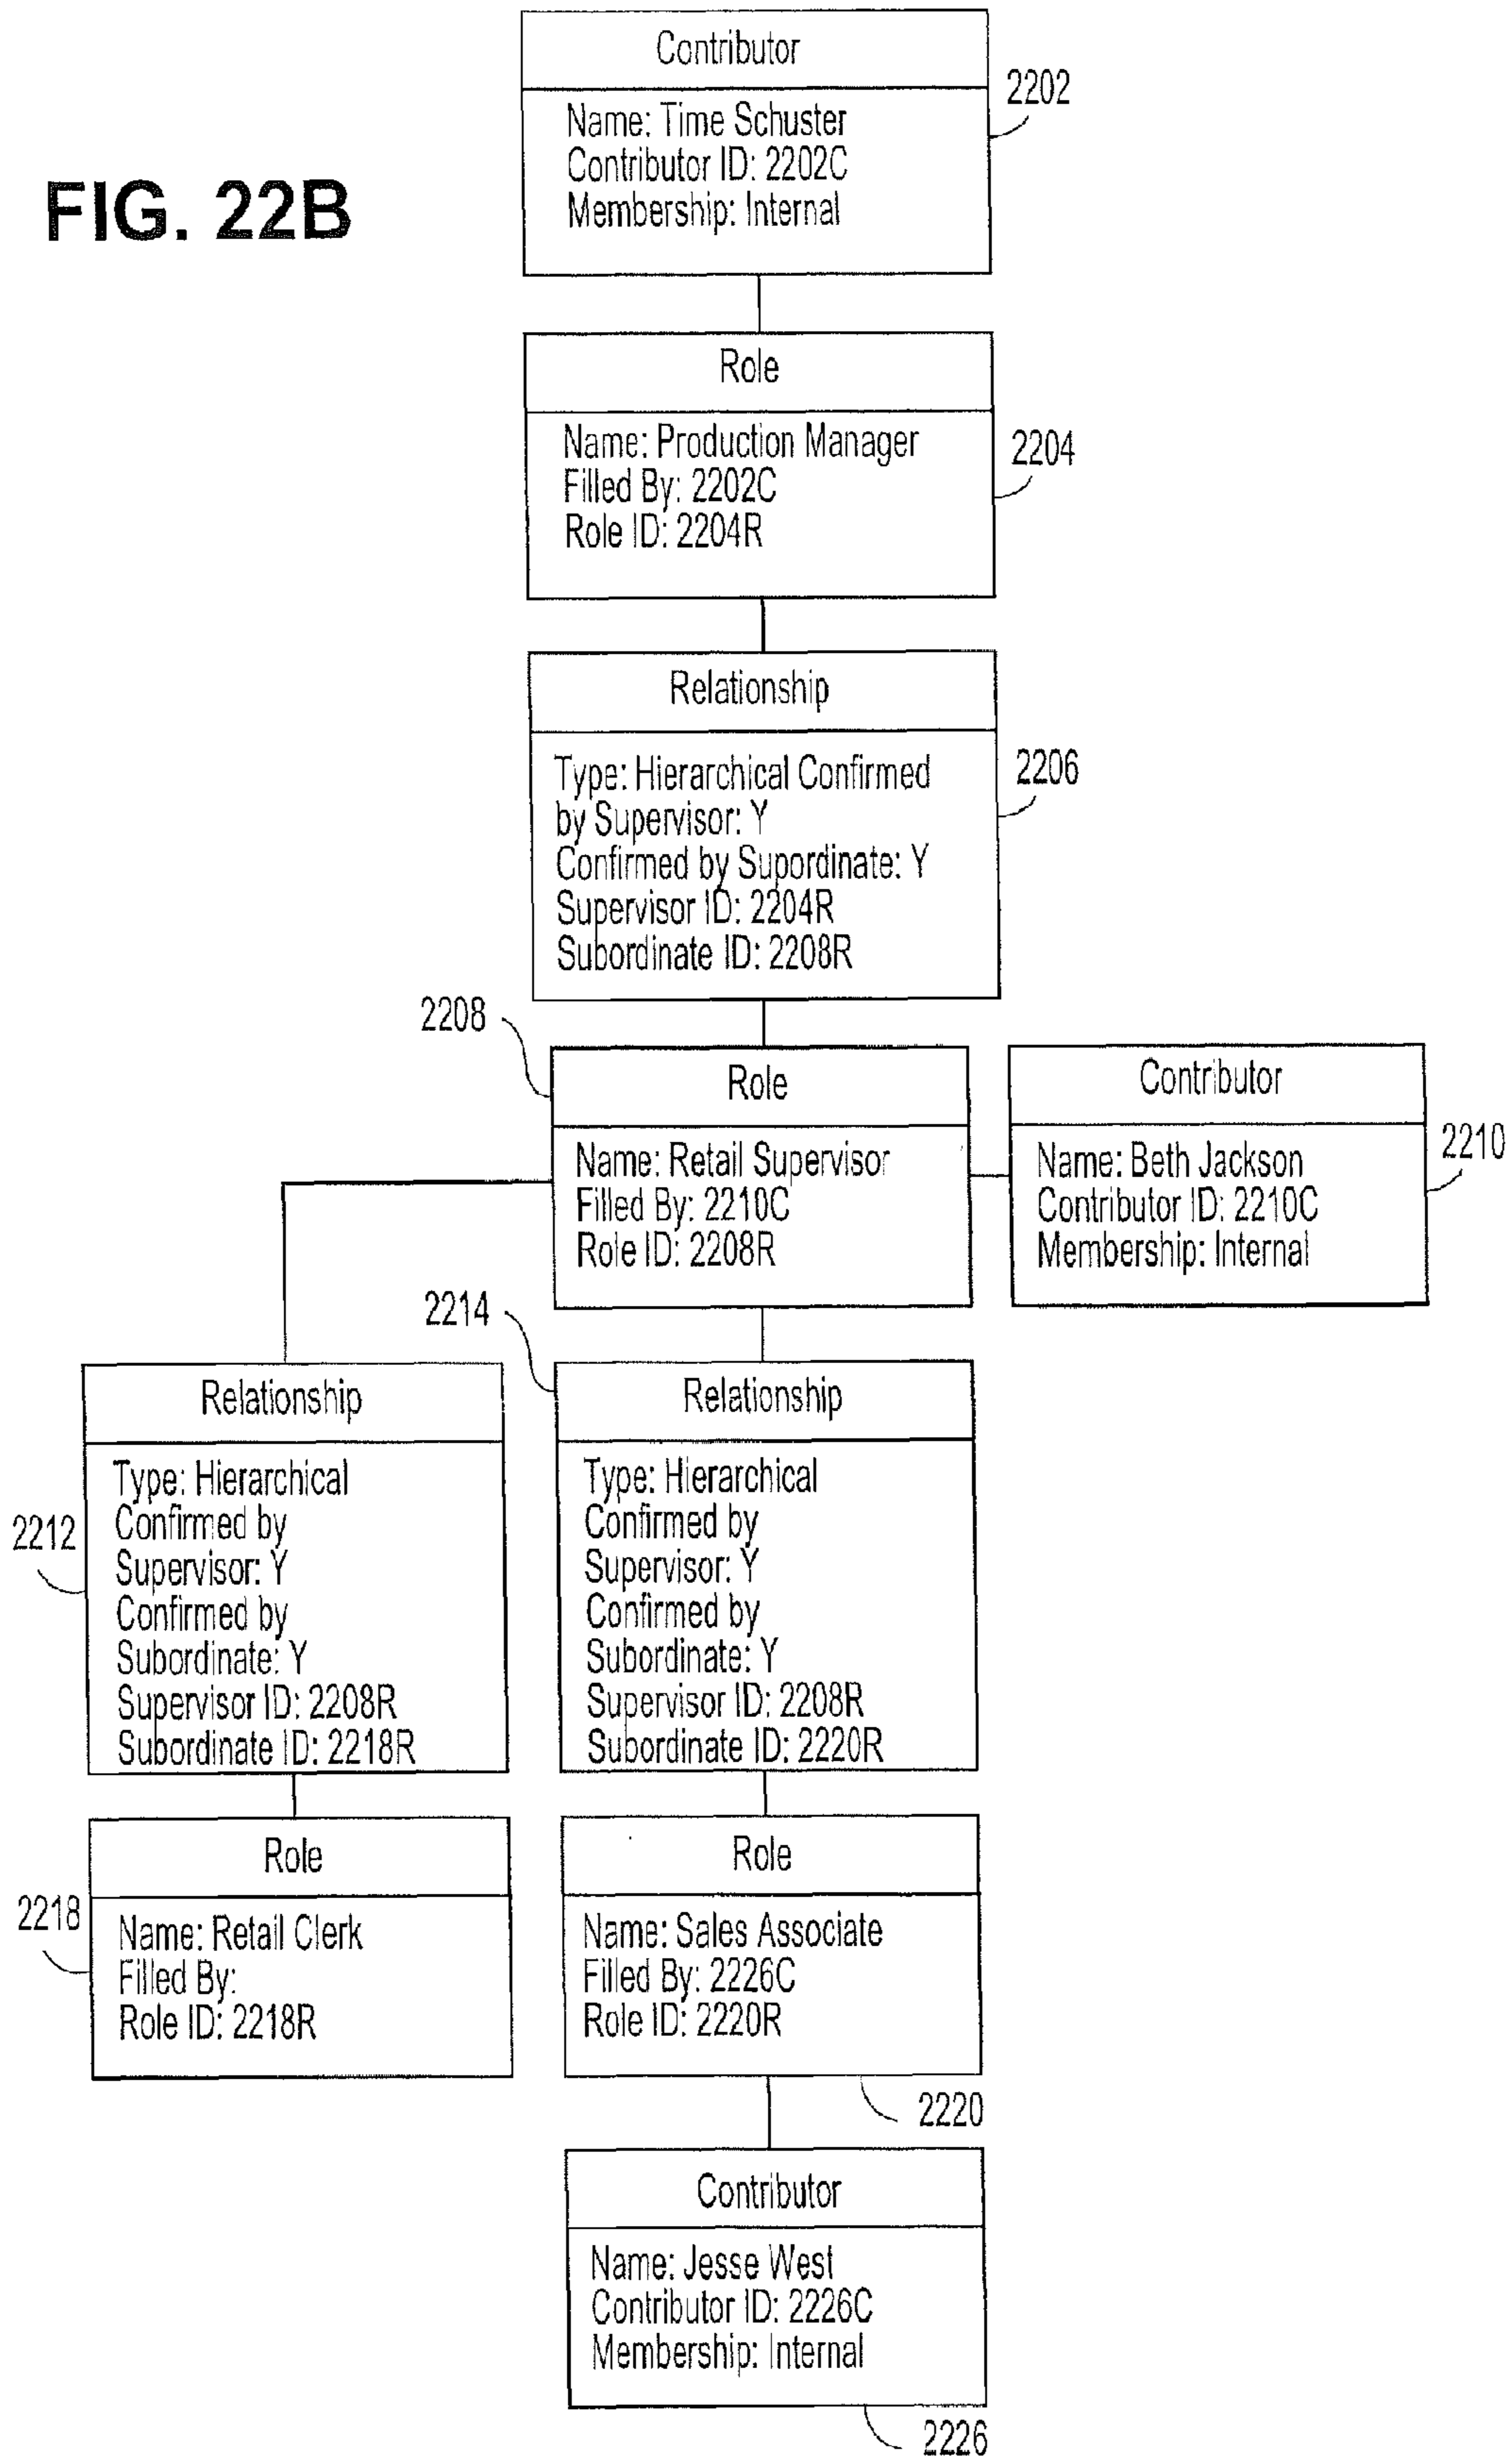 Contributor
2202
Name: Time Schuster
Contributor ID: 2202C
Membership: Internal
FIG. 22B
Role
2204
Name: Production Manager
Filled By: 2202C
Role ID: 2204R
Relationship
2206
Type: Hierarchical Confirmed
by Supervisor: Y
Confirmed by Supordinate: Y
Supervisor ID: 2204R
Subordinate ID: 2208R
2208
Role
Name: Retail Supervisor
Filled By: 2210C
Role ID: 2208R
Contributor
2210
Name: Beth Jackson
Contributor ID: 2210C
Membership: Internal
2212
Relationship
Type: Hierarchical
Confirmed by
Supervisor: Y
Confirmed by
Subordinate: Y
Supervisor ID: 2208R
Subordinate ID: 2218R
2214
Relationship
Type: Hierarchical
Confirmed by
Supervisor: Y
Confirmed by
Subordinate: Y
Supervisor ID: 2208R
Subordinate ID: 2220R
2218
Role
Name: Retail Clerk
Filled By:
Role ID: 2218R
Role
Name: Sales Associate
Filled By: 2226C
Role ID: 2220R
2220
Contributor
Name: Jesse West
Contributor ID: 2226C
Membership: Internal
2226